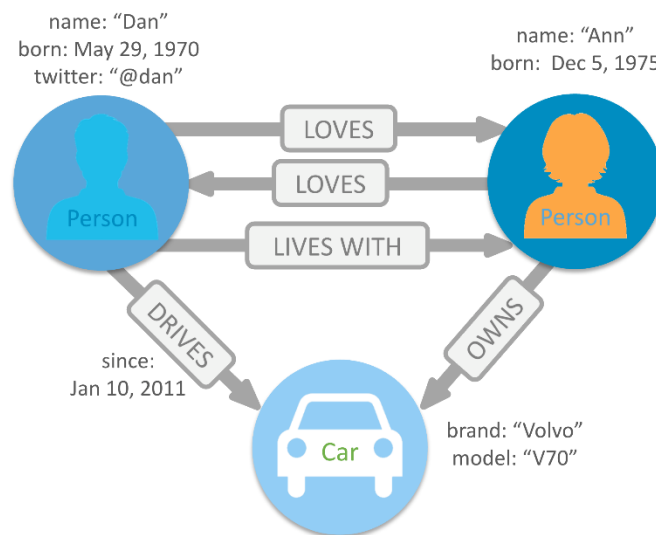 name: “Dan”
born: May 29, 1970
twitter: “@dan”
name: “Ann”
born: Dec 5, 1975
LOVES
LOVES
Person
Person
LIVES WITH
DRIVES
OWNS
since:
Jan 10, 2011
brand: “Volvo”
model: “V70”
Car